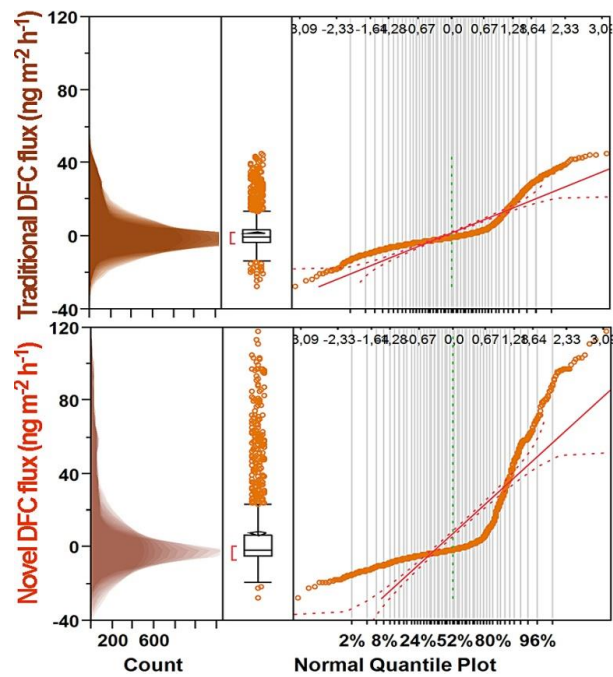 Traditional DFC flux (ng m-2 h-1)
120
80
40
0
-40
3,09 -2,33 -1,64 1,28 0,67 0,0 0,67 1,28 1,64 2,33 3,09
Novel DFC flux (ng m-2 h-1)
120
80
40
0
-40
3,09 -2,33 -1,64 1,28 0,67 0,0 0,67 1,28 1,64 2,33 3,09
200 600
2% 8% 24% 52% 80% 96%
Count
Normal Quantile Plot